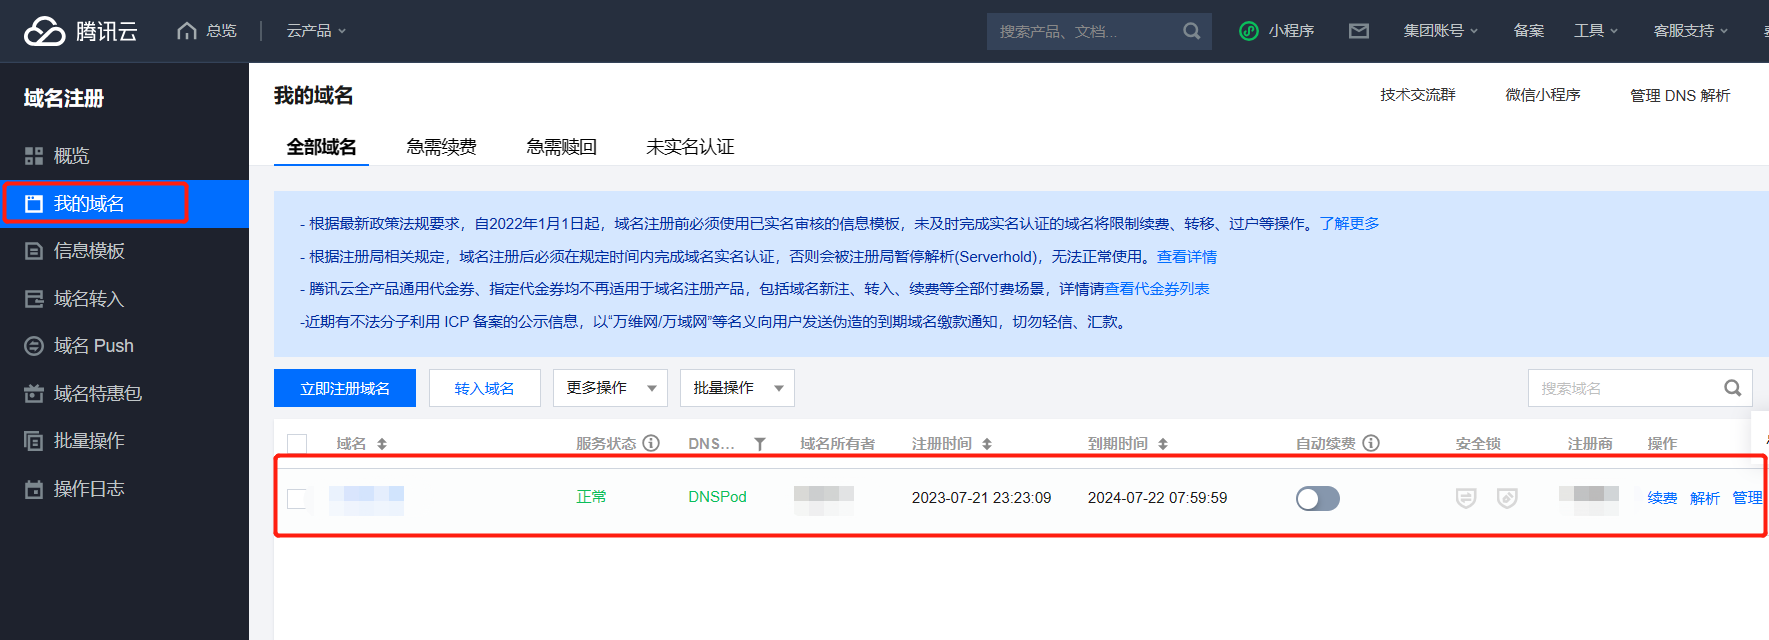 腾讯云 总览 云产品 搜索产品、文档... 小程序 集团账号 备案 工具 客服支持
域名注册
概览
我的域名
信息模板
域名转入
域名 Push
域名特惠包
批量操作
操作日志
我的域名 技术交流群 微信小程序 管理 DNS 解析
全部域名 急需续费 急需赎回 未实名认证
- 根据最新政策法规要求，自2022年1月1日起，域名注册前必须使用已实名审核的信息模板，未及时完成实名认证的域名将限制续费、转移、过户等操作。了解更多
- 根据注册局相关规定，域名注册后必须在规定时间内完成域名实名认证，否则会被注册局暂停解析(Serverhold)，无法正常使用。查看详情
- 腾讯云全产品通用代金券、指定代金券均不再适用于域名注册产品，包括域名新注、转入、续费等全部付费场景，详情请查看代金券列表
-近期有不法分子利用 ICP 备案的公示信息，以“万维网/万域网”等名义向用户发送伪造的到期域名缴款通知，切勿轻信、汇款。
立即注册域名 转入域名 更多操作 批量操作 搜索域名
域名 服务状态 DNS... 域名所有者 注册时间 到期时间 自动续费 安全锁 注册商 操作
正常 DNSPod 2023-07-21 23:23:09 2024-07-22 07:59:59 续费 解析 管理